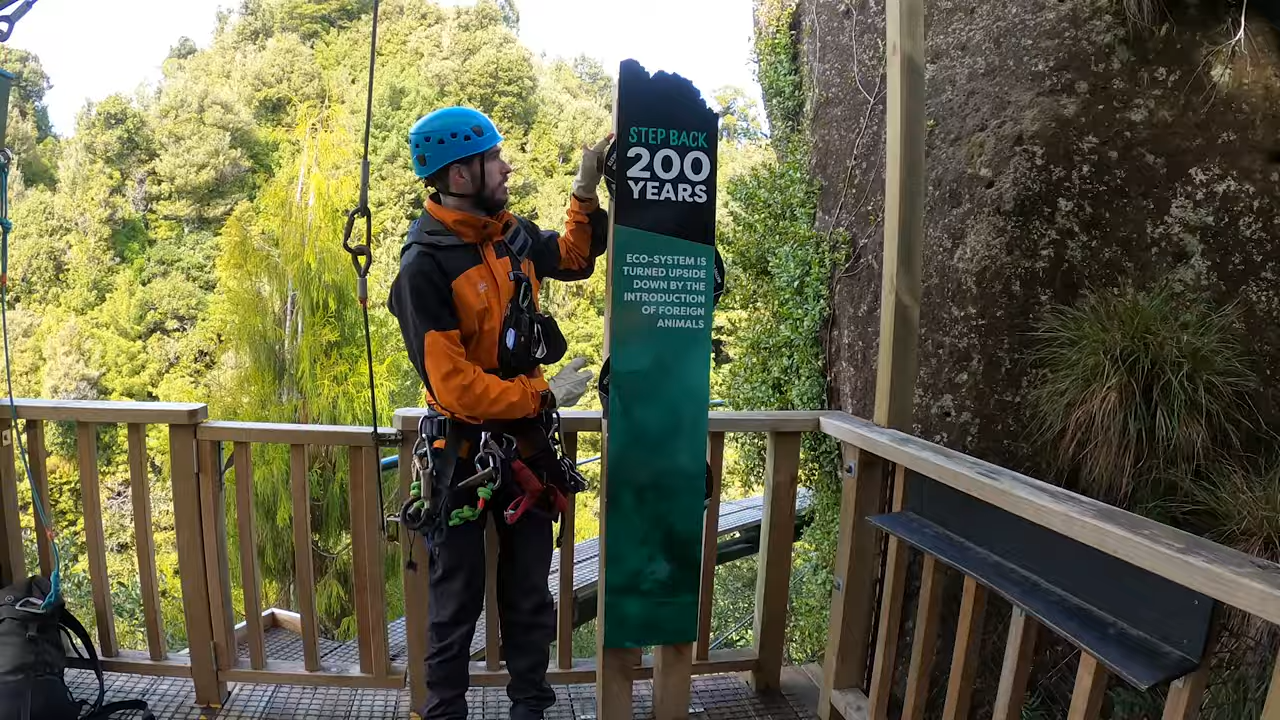 STEP BACK
200
YEARS
ECO-SYSTEM IS
TURNED UPSIDE
DOWN BY THE
INTRODUCTION
OF FOREIGN
ANIMALS